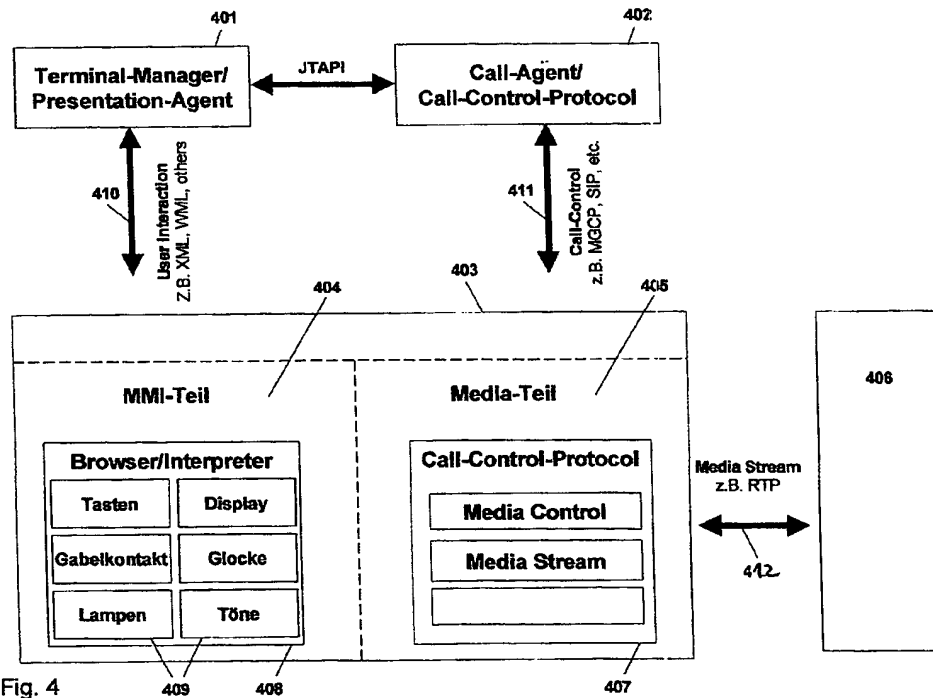 401
402
Terminal-Manager/
Presentation-Agent
JTAPI
Call-Agent/
Call-Control-Protocol
410
User Interaction
Z.B. XML, WML, others
411
Call-Control
z.B. MGCP, SIP, etc.
403
404
405
406
MMI-Teil
Media-Teil
Browser/Interpreter
Tasten
Display
Gabelkontakt
Glocke
Lampen
Töne
Call-Control-Protocol
Media Control
Media Stream
Media Stream
z.B. RTP
412
Fig. 4
409
408
407